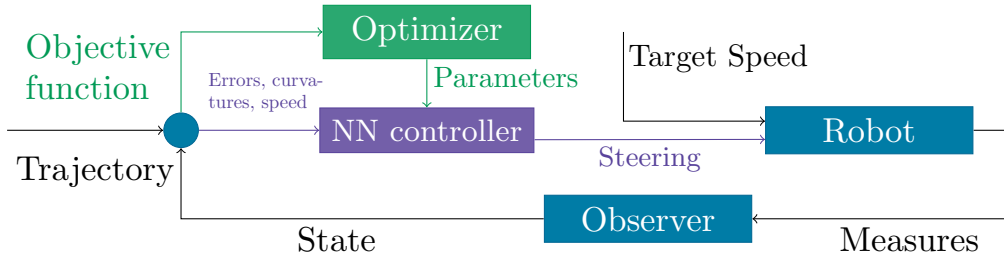 Optimizer
Objective
function
Errors, curva-
tures, speed
Parameters
Target Speed
NN controller
Robot
Trajectory
Steering
Observer
State
Measures